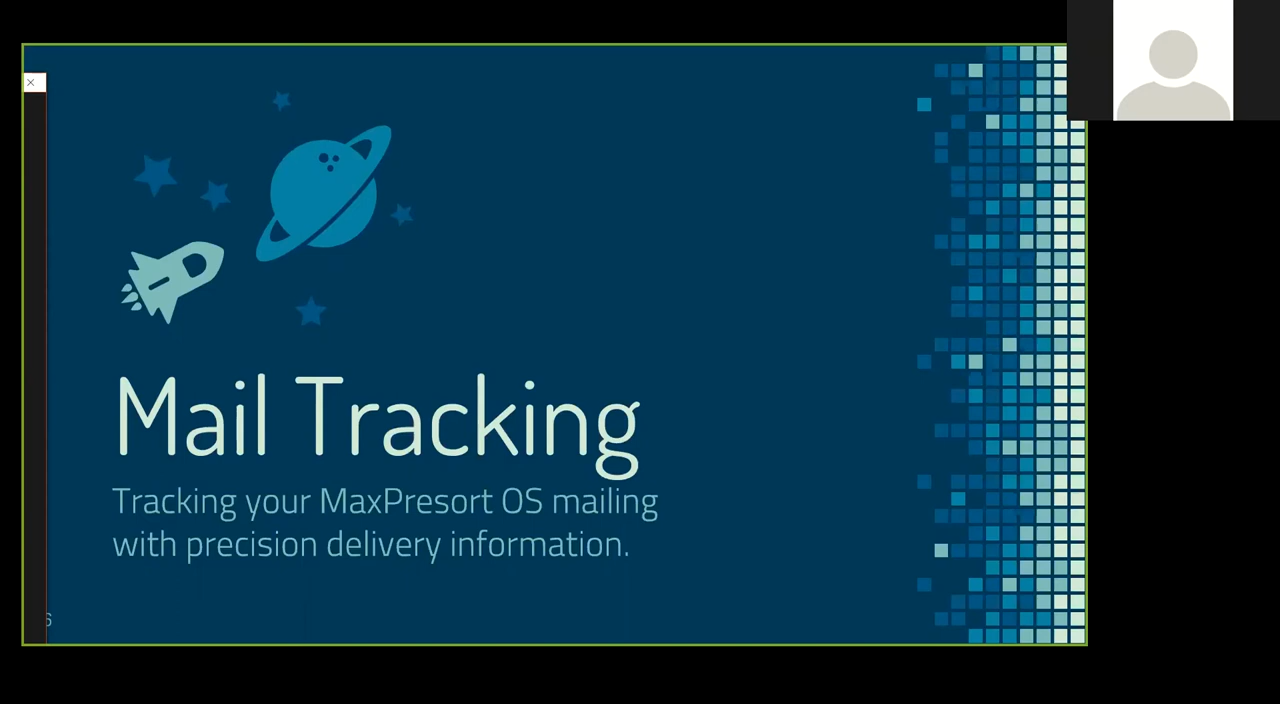 Mail Tracking
Tracking your MaxPresort OS mailing
with precision delivery information.